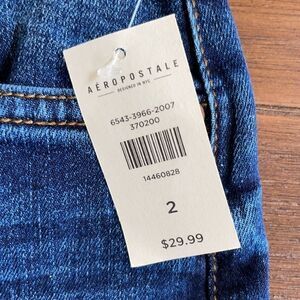 AEROPOSTALE
DESIGNED IN NYC
6543-3966-2007
370200
14460828
2
$29.99